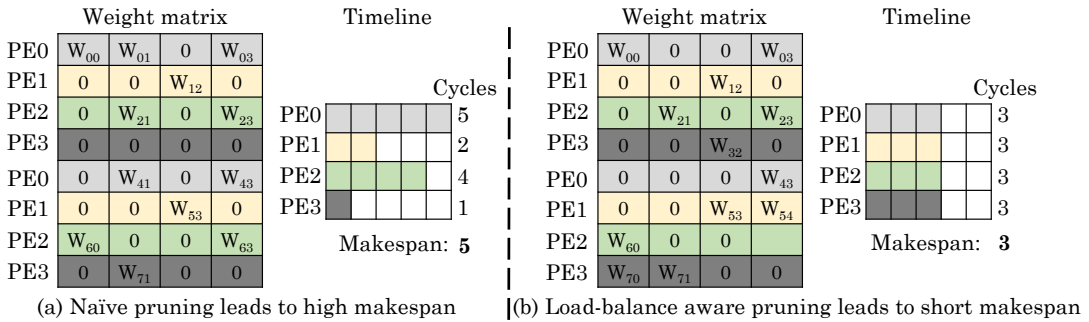 Weight matrix
PE0 W₀₀ W₀₁ 0 W₀₃
PE1 0 0 W₁₂ 0
PE2 0 W₂₁ 0 W₂₃
PE3 0 0 0 0
PE0 0 W₄₁ 0 W₄₃
PE1 0 0 W₅₃ 0
PE2 W₆₀ 0 0 W₆₃
PE3 0 W₇₁ 0 0
Timeline
Cycles
PE0 5
PE1 2
PE2 4
PE3 1
Makespan: 5
(a) Naïve pruning leads to high makespan
Weight matrix
PE0 W₀₀ 0 W₀₃
PE1 0 0 W₁₂ 0
PE2 0 W₂₁ 0 W₂₃
PE3 0 0 W₃₂ 0
PE0 0 0 0 W₄₃
PE1 0 0 W₅₃ W₅₄
PE2 W₆₀ 0 0
PE3 W₇₀ W₇₁ 0 0
Timeline
Cycles
PE0 3
PE1 3
PE2 3
PE3 3
Makespan: 3
(b) Load-balance aware pruning leads to short makespan